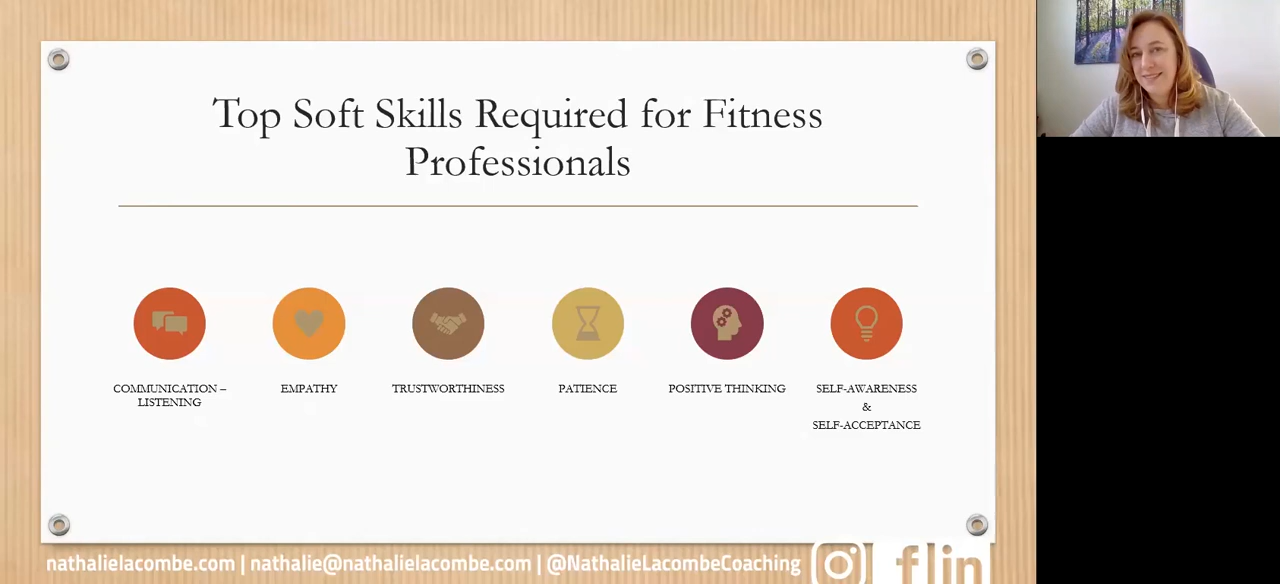 Top Soft Skills Required for Fitness
Professionals
COMMUNICATION –
LISTENING
EMPATHY
TRUSTWORTHINESS
PATIENCE
POSITIVE THINKING
SELF-AWARENESS
&
SELF-ACCEPTANCE
nathalielacombe.com | nathalie@nathalielacombe.com | @NathalieLacombeCoaching
f in